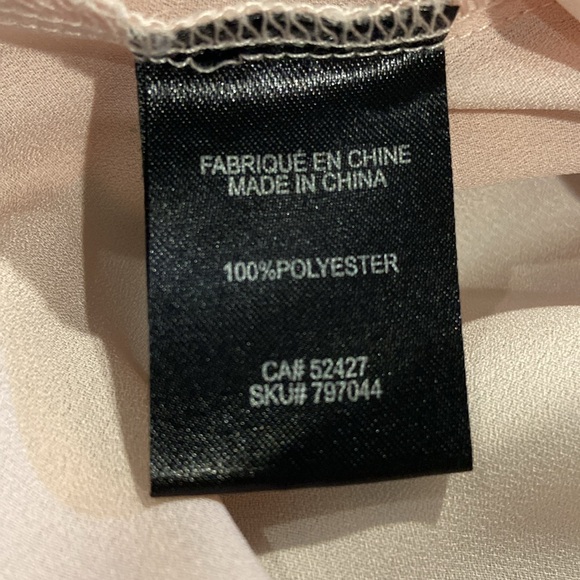 FABRIQUÉ EN CHINE
MADE IN CHINA
100%POLYESTER
CA# 52427
SKU# 797044